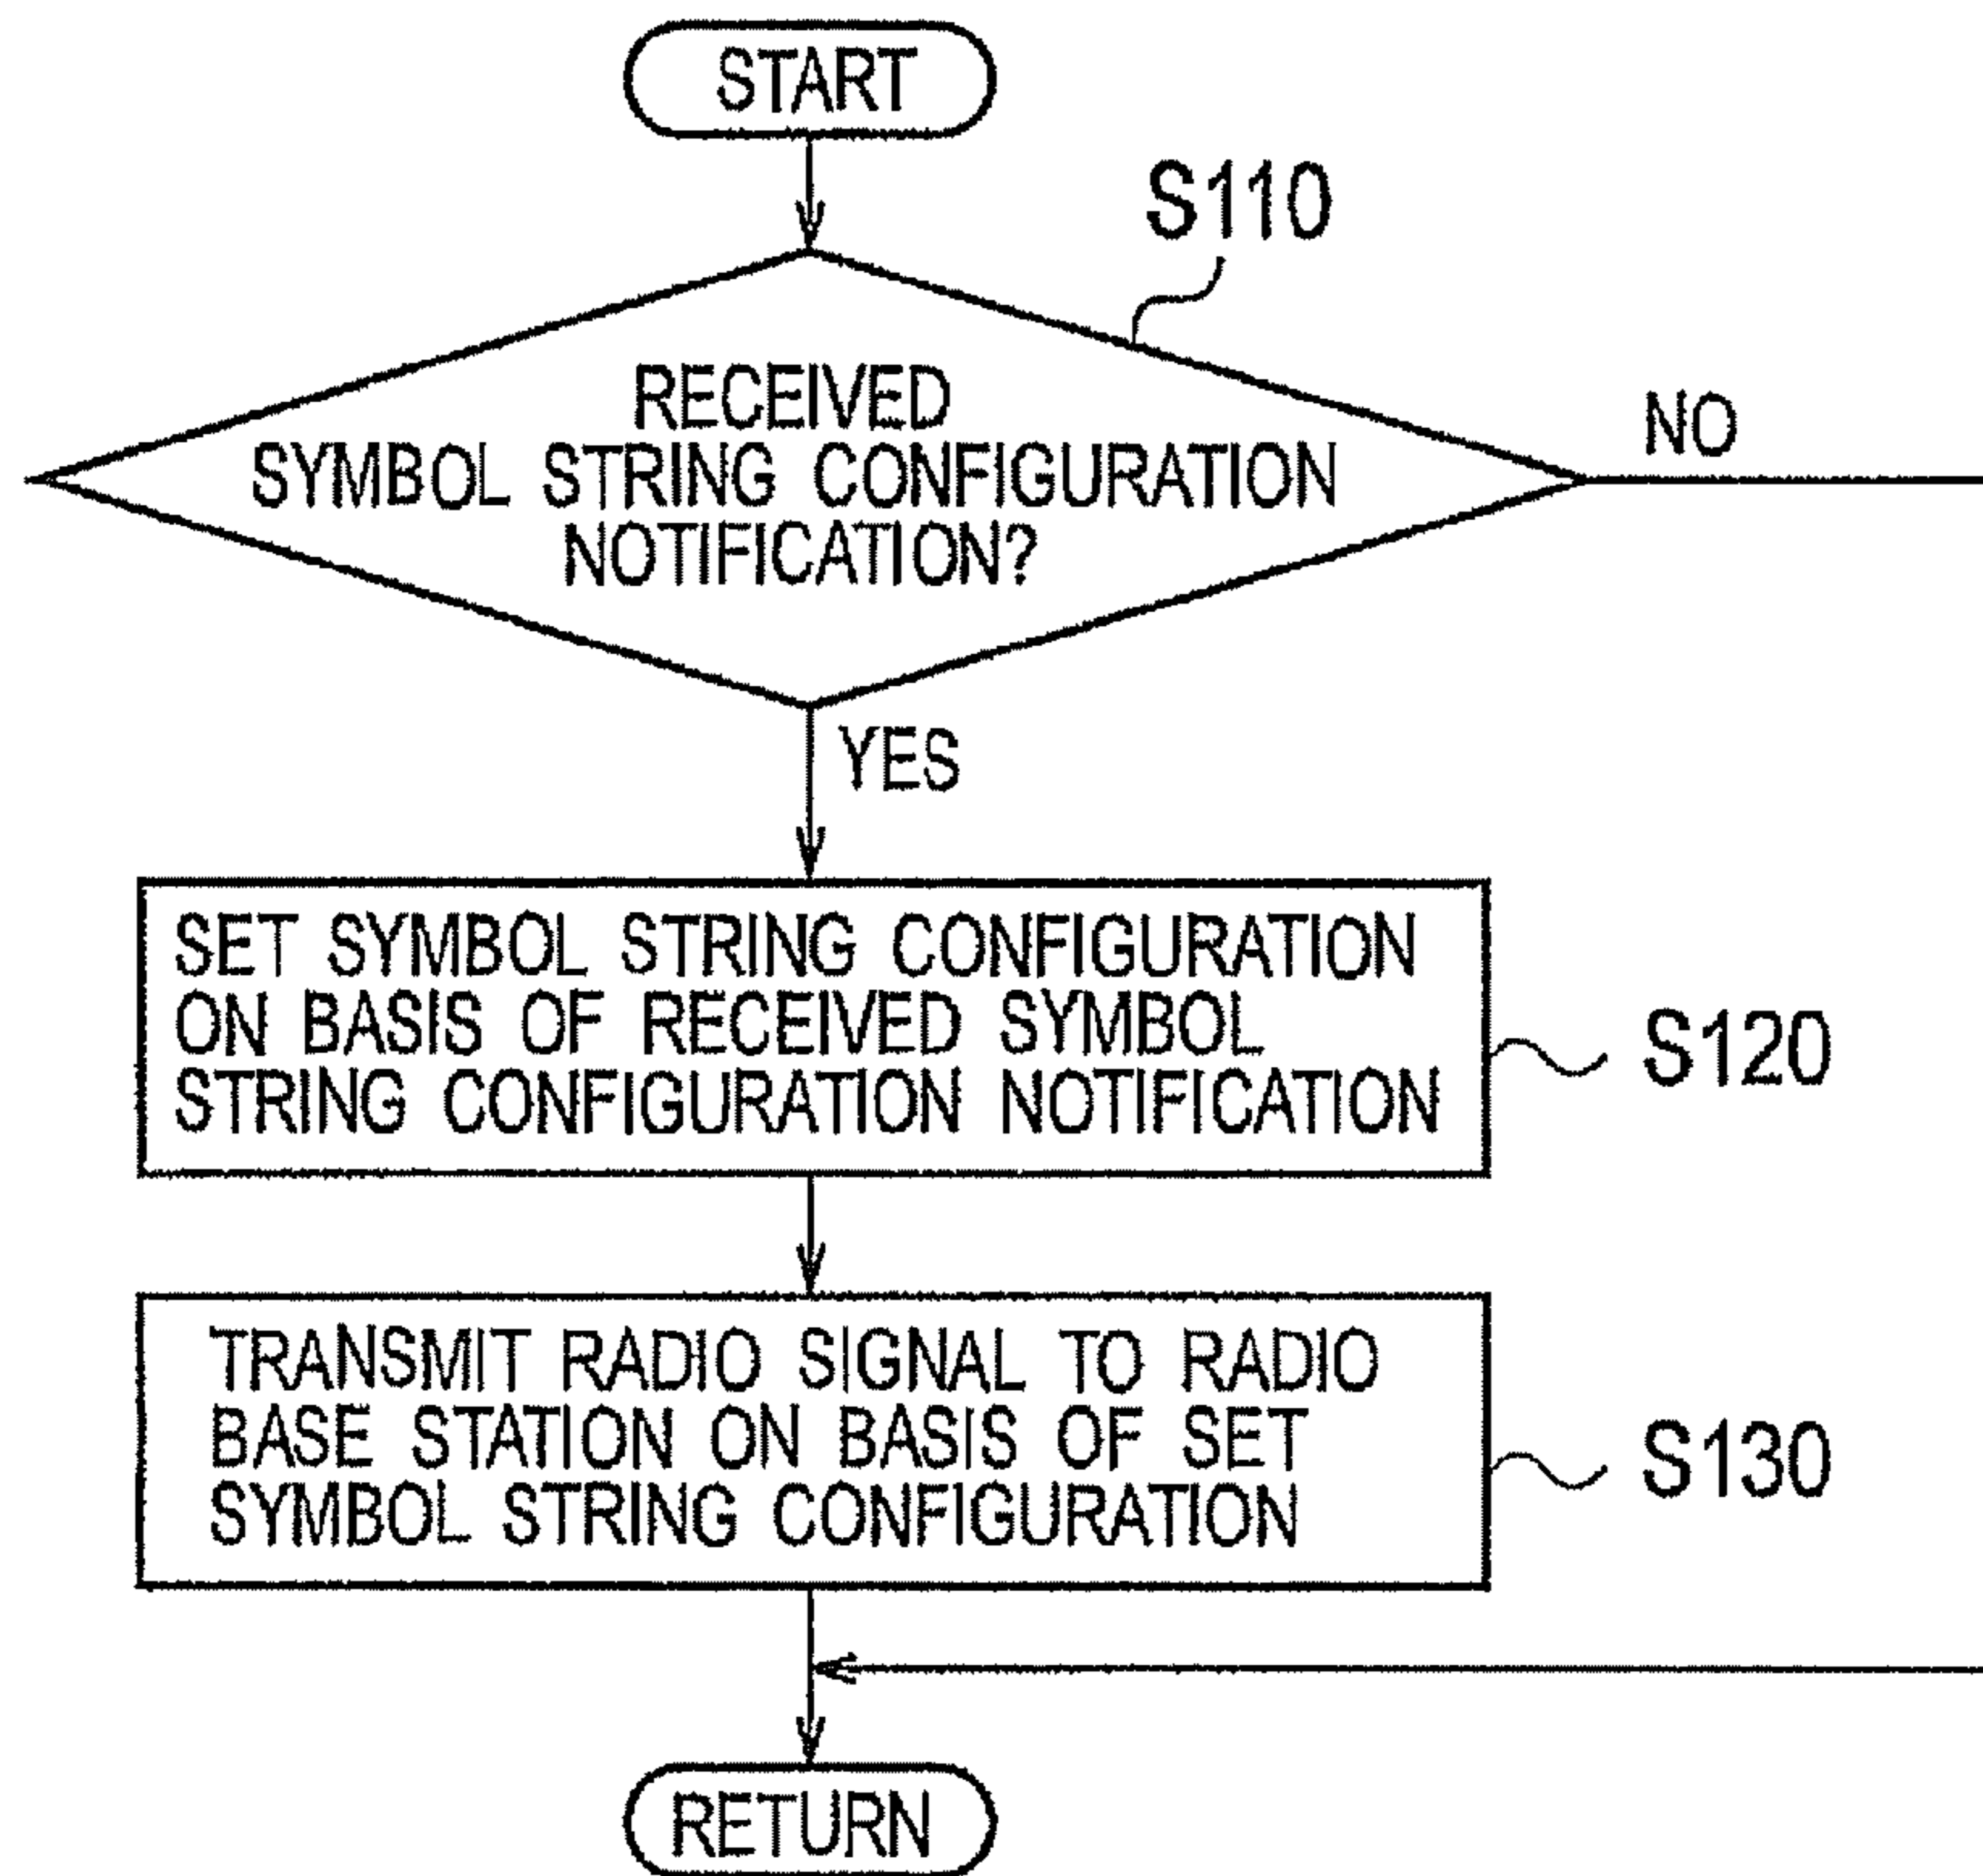 START
S110
RECEIVED
SYMBOL STRING CONFIGURATION
NOTIFICATION?
NO
YES
SET SYMBOL STRING CONFIGURATION
ON BASIS OF RECEIVED SYMBOL
STRING CONFIGURATION NOTIFICATION
S120
TRANSMIT RADIO SIGNAL TO RADIO
BASE STATION ON BASIS OF SET
SYMBOL STRING CONFIGURATION
S130
RETURN